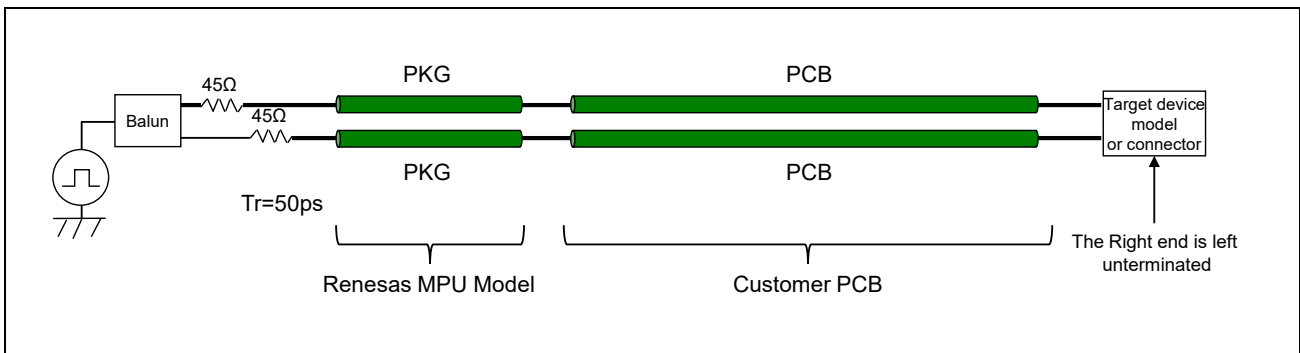 PKG
PCB
45Ω
45Ω
Balun
Target device
model
or connector
PKG
PCB
Tr=50ps
The Right end is left
unterminated
Renesas MPU Model
Customer PCB